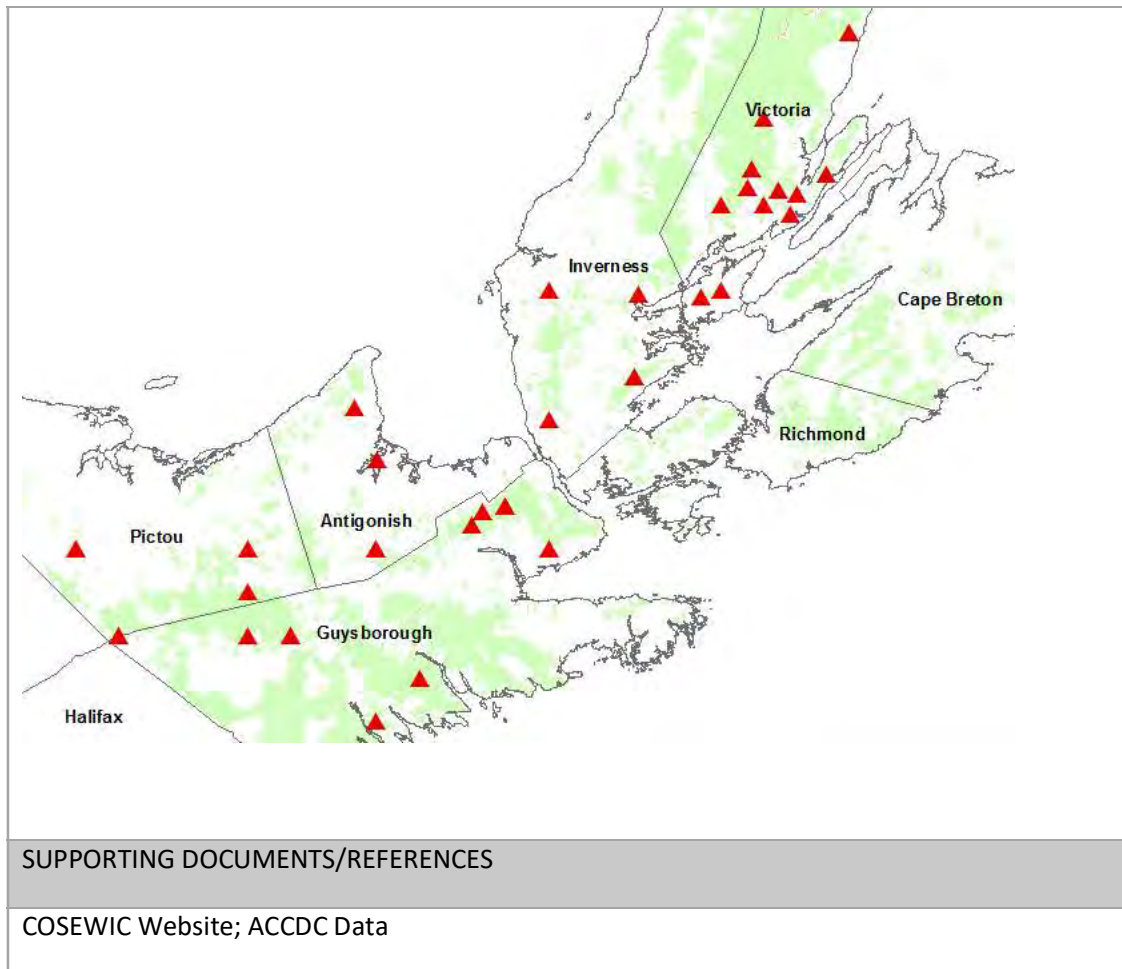 Victoria
Inverness
Cape Breton
Richmond
Antigonish
Pictou
Guysborough
Halifax
SUPPORTING DOCUMENTS/REFERENCES
COSEWIC Website; ACCDC Data